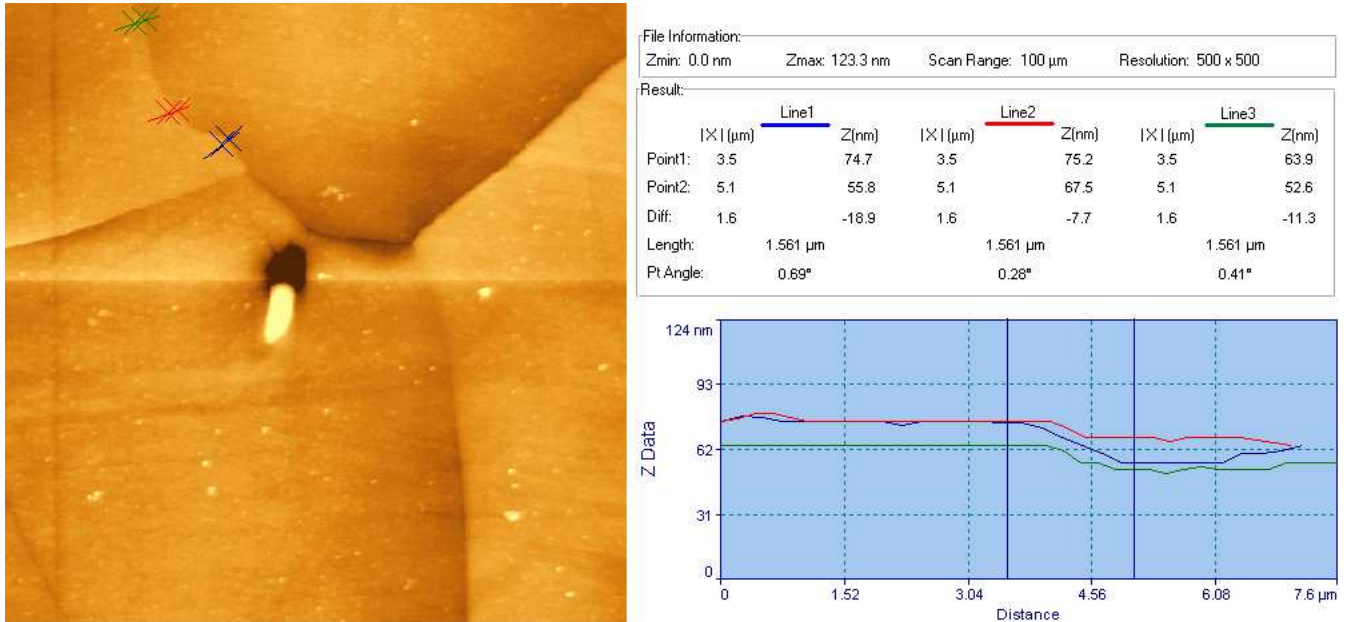 File Information:
Zmin: 0.0 nm Zmax: 123.3 nm Scan Range: 100 µm Resolution: 500 x 500
Result:
Line1 Line2 Line3
|X| (µm) Z(nm) |X| (µm) Z(nm) |X| (µm) Z(nm)
Point1: 3.5 74.7 3.5 75.2 3.5 63.9
Point2: 5.1 55.8 5.1 67.5 5.1 52.6
Diff: 1.6 -18.9 1.6 -7.7 1.6 -11.3
Length: 1.561 µm 1.561 µm 1.561 µm
Pt Angle: 0.69° 0.28° 0.41°
124 nm
93
62
31
0
Z Data
0 1.52 3.04 4.56 6.08 7.6 µm
Distance